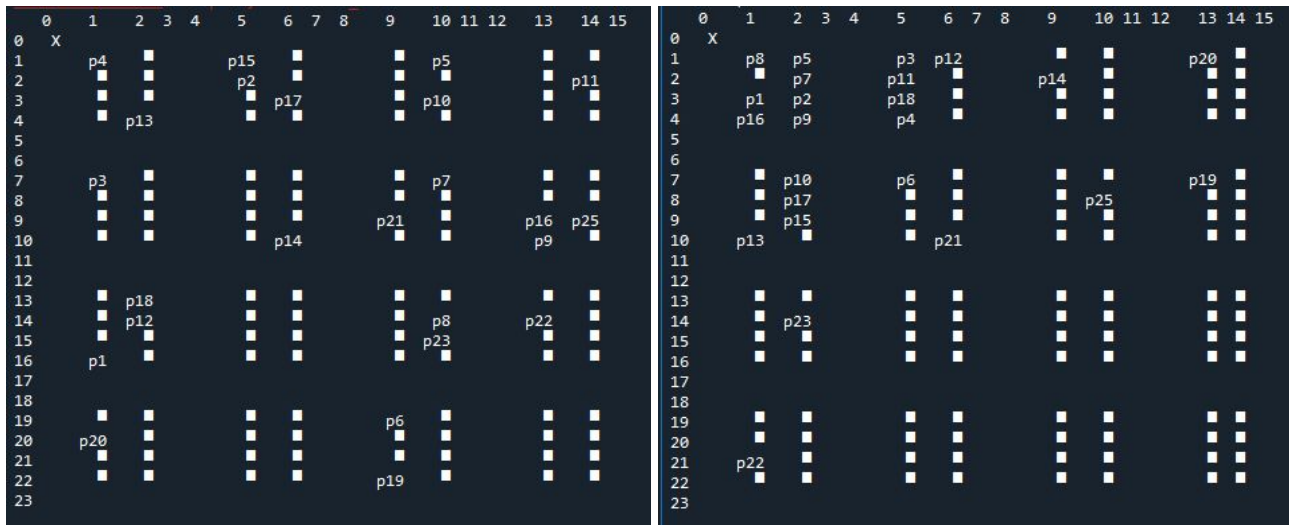 0 1 2 3 4 5 6 7 8 9 10 11 12 13 14 15
0 X
1 p4 ■ p15 ■ ■ p5 ■ ■
2 ■ ■ p2 ■ ■ ■ ■ p11
3 ■ ■ ■ p17 ■ p10 ■ ■
4 ■ p13 ■ ■ ■ ■ ■ ■
5
6
7 p3 ■ ■ ■ ■ p7 ■ ■
8 ■ ■ ■ ■ ■ ■ ■ ■
9 ■ ■ ■ ■ p21 ■ p16 p25
10 ■ ■ ■ p14 ■ ■ p9 ■
11
12
13 ■ p18 ■ ■ ■ ■ ■ ■
14 ■ p12 ■ ■ ■ p8 p22 ■
15 ■ ■ ■ ■ ■ p23 ■ ■
16 p1 ■ ■ ■ ■ ■ ■ ■
17
18
19 ■ ■ ■ ■ p6 ■ ■ ■
20 p20 ■ ■ ■ ■ ■ ■ ■
21 ■ ■ ■ ■ ■ ■ ■ ■
22 ■ ■ ■ ■ p19 ■ ■ ■
23
0 1 2 3 4 5 6 7 8 9 10 11 12 13 14 15
0 X
1 p8 p5 p3 p12 ■ ■ p20 ■
2 ■ p7 p11 ■ p14 ■ ■ ■
3 p1 p2 p18 ■ ■ ■ ■ ■
4 p16 p9 p4 ■ ■ ■ ■ ■
5
6
7 ■ p10 p6 ■ ■ ■ p19 ■
8 ■ p17 ■ ■ ■ p25 ■ ■
9 ■ p15 ■ ■ ■ ■ ■ ■
10 p13 ■ ■ p21 ■ ■ ■ ■
11
12
13 ■ ■ ■ ■ ■ ■ ■ ■
14 ■ p23 ■ ■ ■ ■ ■ ■
15 ■ ■ ■ ■ ■ ■ ■ ■
16 ■ ■ ■ ■ ■ ■ ■ ■
17
18
19 ■ ■ ■ ■ ■ ■ ■ ■
20 ■ ■ ■ ■ ■ ■ ■ ■
21 p22 ■ ■ ■ ■ ■ ■ ■
22 ■ ■ ■ ■ ■ ■ ■ ■
23